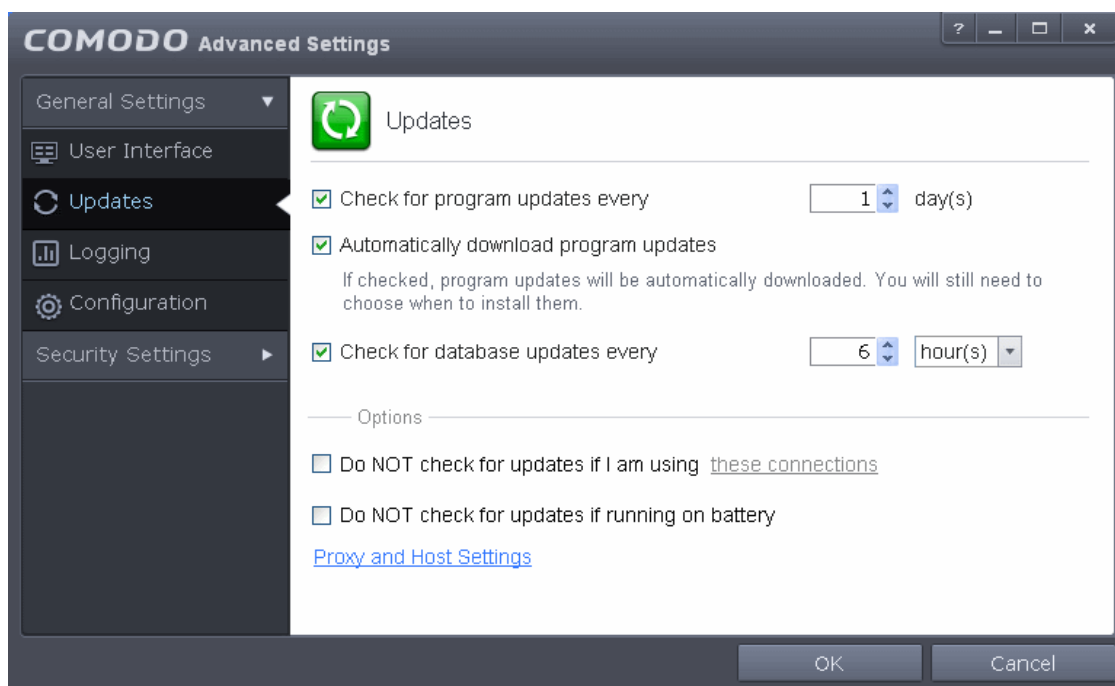 COMODO Advanced Settings
?
General Settings
User Interface
Updates
Logging
Configuration
Security Settings
Updates
Check for program updates every 1 day(s)
Automatically download program updates
If checked, program updates will be automatically downloaded. You will still need to
choose when to install them.
Check for database updates every 6 hour(s)
Options
Do NOT check for updates if I am using these connections
Do NOT check for updates if running on battery
Proxy and Host Settings
OK Cancel